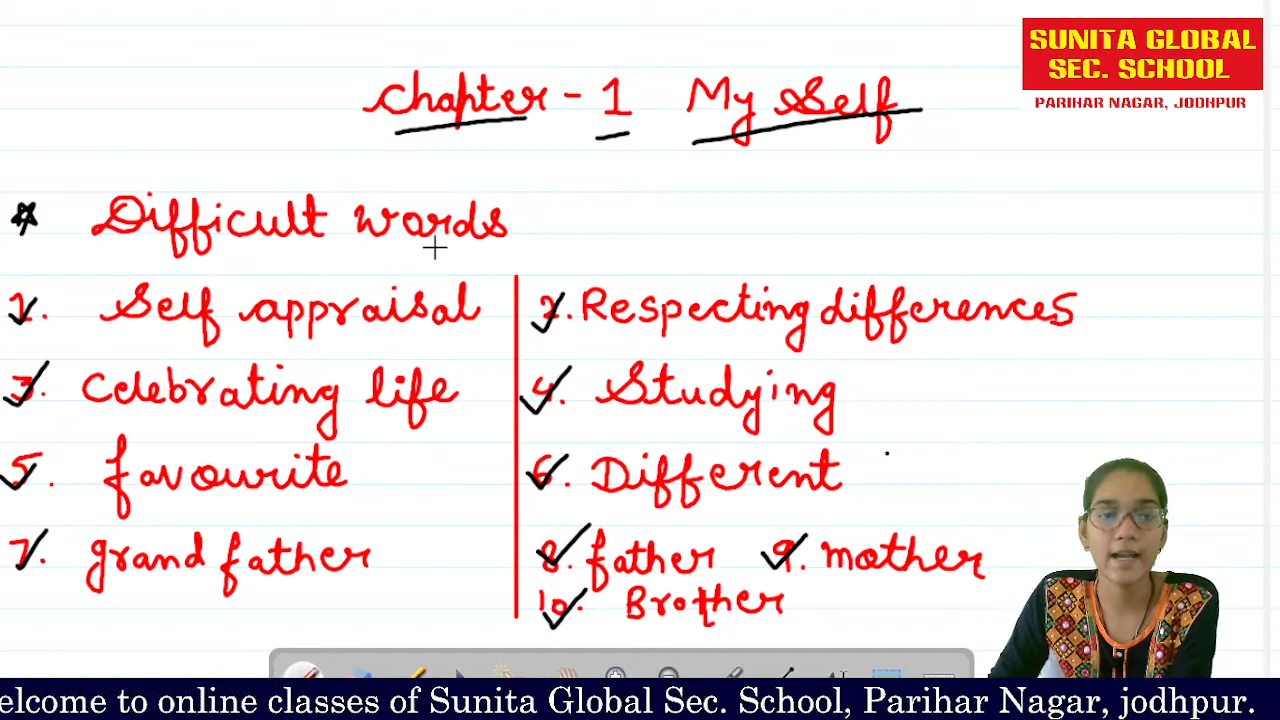 SUNITA GLOBAL
SEC. SCHOOL
PARIHAR NAGAR, JODHPUR
Chapter - 1 My Self
* Difficult words
1. Self appraisal
2. Respecting differences
3. Celebrating life
4. Studying
5. favourite
6. Different
7. grand father
8. father 9. mother
10. Brother
elcome to online classes of Sunita Global Sec. School, Parihar Nagar, jodhpur.